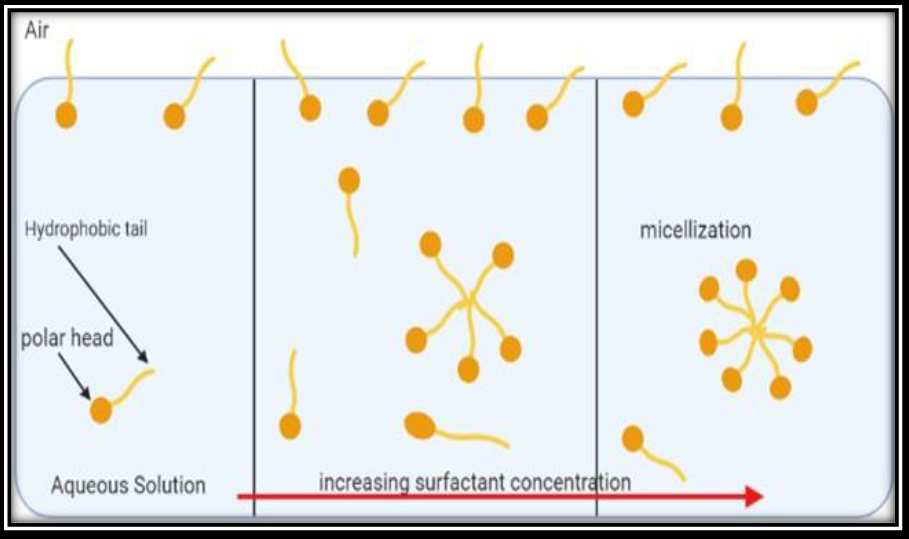 Air
Hydrophobic tail
micellization
polar head
Aqueous Solution
increasing surfactant concentration